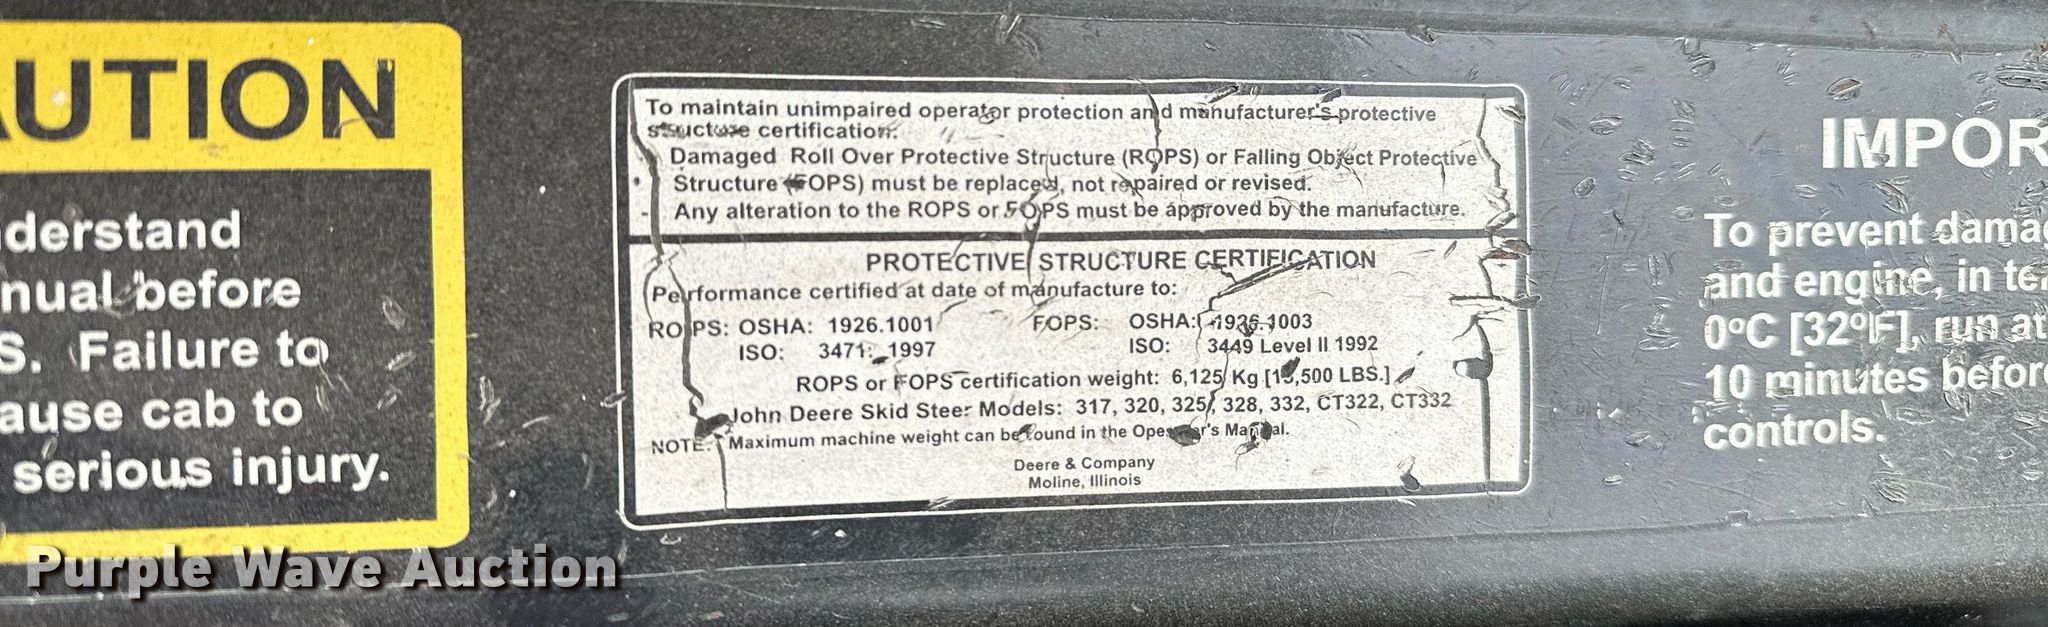 AUTION
derstand
nual before
S. Failure to
ause cab to
serious injury.
To maintain unimpaired operator protection and manufacturer's protective
structure certification:
Damaged Roll Over Protective Structure (ROPS) or Falling Object Protective
Structure (FOPS) must be replaced, not repaired or revised.
- Any alteration to the ROPS or FOPS must be approved by the manufacture.
PROTECTIVE STRUCTURE CERTIFICATION
Performance certified at date of manufacture to:
ROPS: OSHA: 1926.1001 FOPS: OSHA: 1926.1003
ISO: 3471: 1997 ISO: 3449 Level II 1992
ROPS or FOPS certification weight: 6,125 Kg [13,500 LBS.]
John Deere Skid Steer Models: 317, 320, 325, 328, 332, CT322, CT332
NOTE: Maximum machine weight can be found in the Operator's Manual.
Deere & Company
Moline, Illinois
IMPOR
To prevent dama
and engine, in te
0°C [32°F], run at
10 minutes before
controls.
Purple Wave Auction